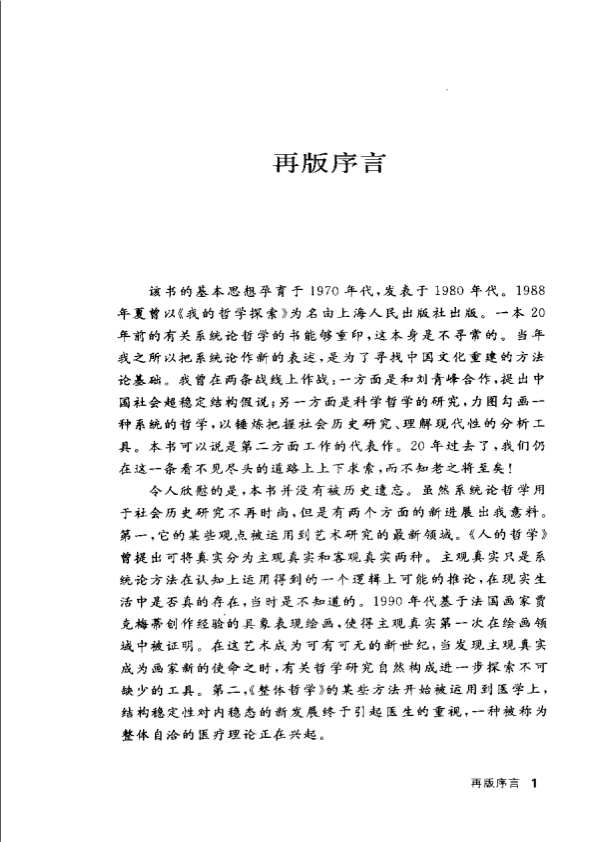 再版序言
该书的基本思想孕育于 1970 年代，发表于 1980 年代。1988
年夏曾以《我的哲学探索》为名由上海人民出版社出版。一本 20
年前的有关系统论哲学的书能够重印，这本身是不寻常的。当年
我之所以把系统论作新的表述，是为了寻找中国文化重建的方法
论基础。我曾在两条战线上作战：一方面是和刘青峰合作，提出中
国社会超稳定结构假说；另一方面是科学哲学的研究，力图勾画一
种系统的哲学，以锤炼把握社会历史研究、理解现代性的分析工
具。本书可以说是第二方面工作的代表作。20 年过去了，我们仍
在这一条看不见尽头的道路上上下求索，而不知老之将至矣！
令人欣慰的是，本书并没有被历史遗忘。虽然系统论哲学用
于社会历史研究不再时尚，但是有两个方面的新进展出我意料。
第一，它的某些观点被运用到艺术研究的最新领域。《人的哲学》
曾提出可将真实分为主观真实和客观真实两种。主观真实只是系
统论方法在认知上运用得到的一个逻辑上可能的推论，在现实生
活中是否真的存在，当时是不知道的。1990 年代基于法国画家贾
克梅蒂创作经验的具象表现绘画，使得主观真实第一次在绘画领
域中被证明。在这艺术成为可有可无的新世纪，当发现主观真实
成为画家新的使命之时，有关哲学研究自然构成进一步探索不可
缺少的工具。第二，《整体哲学》的某些方法开始被运用到医学上，
结构稳定性对内稳态的新发展终于引起医生的重视，一种被称为
整体自洽的医疗理论正在兴起。
再版序言 1